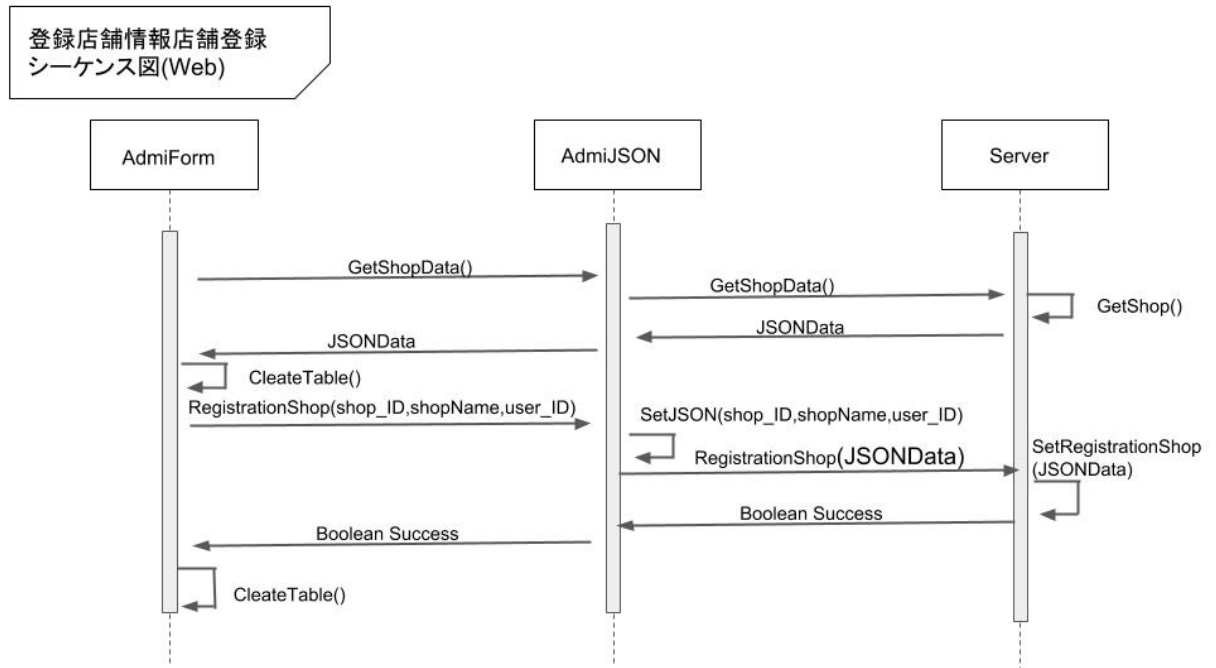 登録店舗情報店舗登録
シーケンス図(Web)
AdmiForm
AdmiJSON
Server
GetShopData()
GetShopData()
GetShop()
JSONData
JSONData
CleateTable()
RegistrationShop(shop_ID,shopName,user_ID)
SetJSON(shop_ID,shopName,user_ID)
RegistrationShop(JSONData)
SetRegistrationShop
(JSONData)
Boolean Success
Boolean Success
CleateTable()